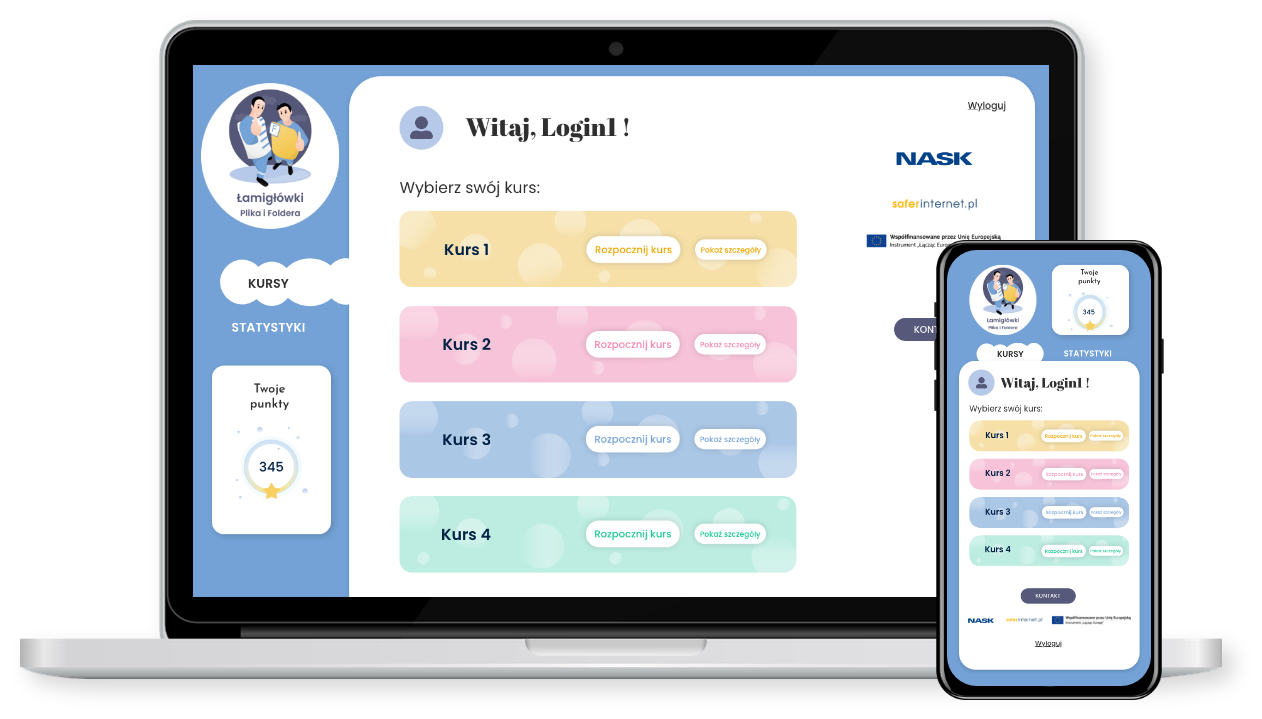 Łamigłówki
Plika i Foldera
KURSY
STATYSTYKI
Twoje
punkty
345
Witaj, Login1 !
Wyloguj
NASK
saferinternet.pl
Współfinansowane przez Unię Europejską
Instrument „Łącząc
Wybierz swój kurs:
Kurs 1 Rozpocznij kurs Pokaż szczegóły
Kurs 2 Rozpocznij kurs Pokaż szczegóły
Kurs 3 Rozpocznij kurs Pokaż szczegóły
Kurs 4 Rozpocznij kurs Pokaż szczegóły
KONT
Łamigłówki
Plika i Foldera
Twoje
punkty
345
KURSY STATYSTYKI
Witaj, Login1 !
Wybierz swój kurs:
Kurs 1 Rozpocznij kurs Pokaż szczegóły
Kurs 2 Rozpocznij kurs Pokaż szczegóły
Kurs 3 Rozpocznij kurs Pokaż szczegóły
Kurs 4 Rozpocznij kurs Pokaż szczegóły
KONTAKT
NASK saferinternet.pl Współfinansowane przez Unię Europejską
Instrument „Łącząc Europę"
Wyloguj